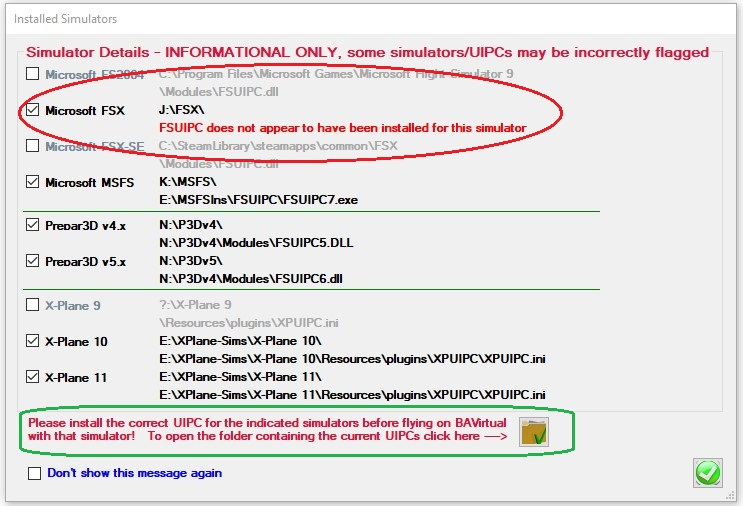 Installed Simulators
Simulator Details - INFORMATIONAL ONLY, some simulators/UIPCs may be incorrectly flagged
Microsoft FS2004 C:\Program Files\Microsoft Games\Microsoft Flight Simulator 9
\Modules\FSUIPC.dll
Microsoft FSX J:\FSX\
FSUIPC does not appear to have been installed for this simulator
Microsoft FSX-SE C:\SteamLibrary\steamapps\common\FSX
\Modules\FSUIPC.dll
Microsoft MSFS K:\MSFS\
E:\MSFSIns\FSUIPC\FSUIPC7.exe
Prepar3D v4.x N:\P3Dv4\
N:\P3Dv4\Modules\FSUIPC5.DLL
Prepar3D v5.x N:\P3Dv5\
N:\P3Dv4\Modules\FSUIPC6.dll
X-Plane 9 ?:\X-Plane 9
\Resources\plugins\XPUIPC.ini
X-Plane 10 E:\XPlane-Sims\X-Plane 10\
E:\XPlane-Sims\X-Plane 10\Resources\plugins\XPUIPC\XPUIPC.ini
X-Plane 11 E:\XPlane-Sims\X-Plane 11\
E:\XPlane-Sims\X-Plane 11\Resources\plugins\XPUIPC\XPUIPC.ini
Please install the correct UIPC for the indicated simulators before flying on BAVirtual
with that simulator! To open the folder containing the current UIPCs click here ---->
Don't show this message again